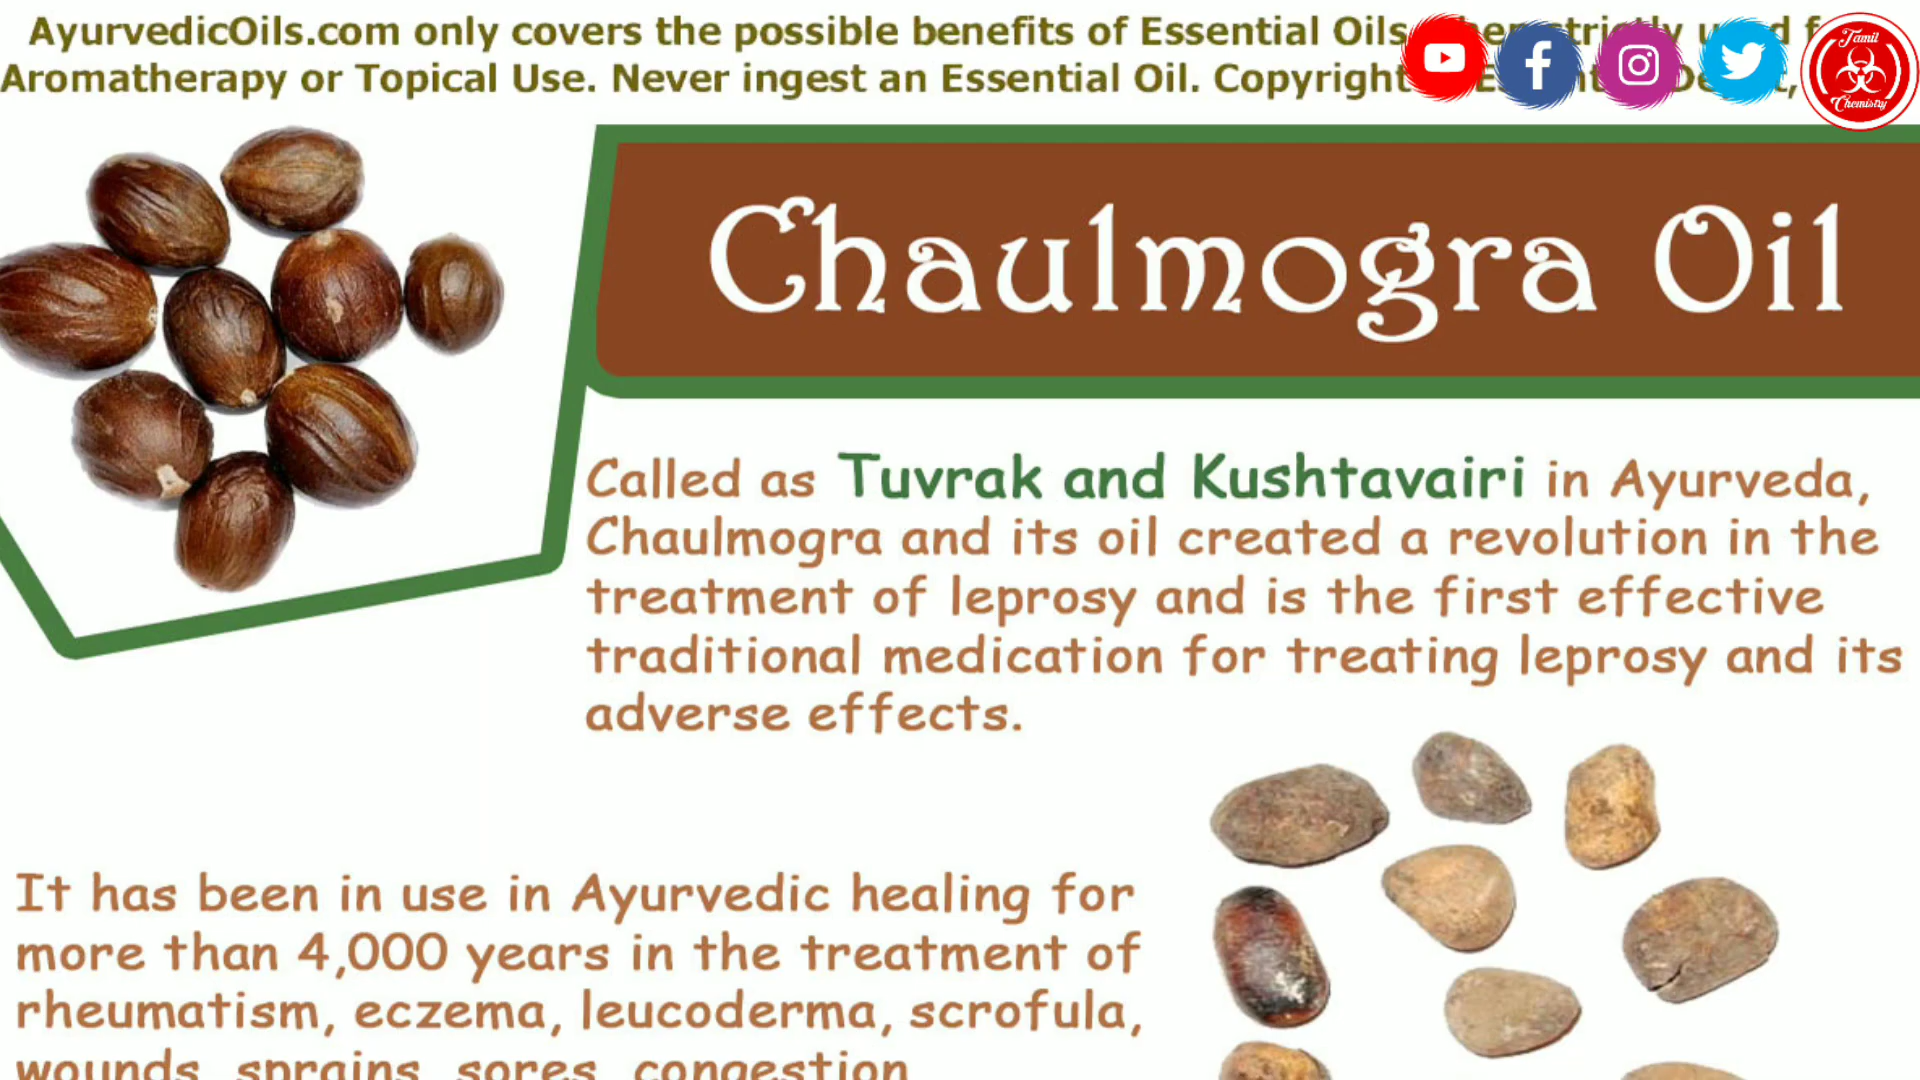 AyurvedicOils.com only covers the possible benefits of Essential Oils
Aromatherapy or Topical Use. Never ingest an Essential Oil. Copyright
Tamil
Chemistry
Chaulmogra Oil
Called as Tuvrak and Kushtavairi in Ayurveda,
Chaulmogra and its oil created a revolution in the
treatment of leprosy and is the first effective
traditional medication for treating leprosy and its
adverse effects.
It has been in use in Ayurvedic healing for
more than 4,000 years in the treatment of
rheumatism, eczema, leucoderma, scrofula,
wounds, sprains, sores, congestion